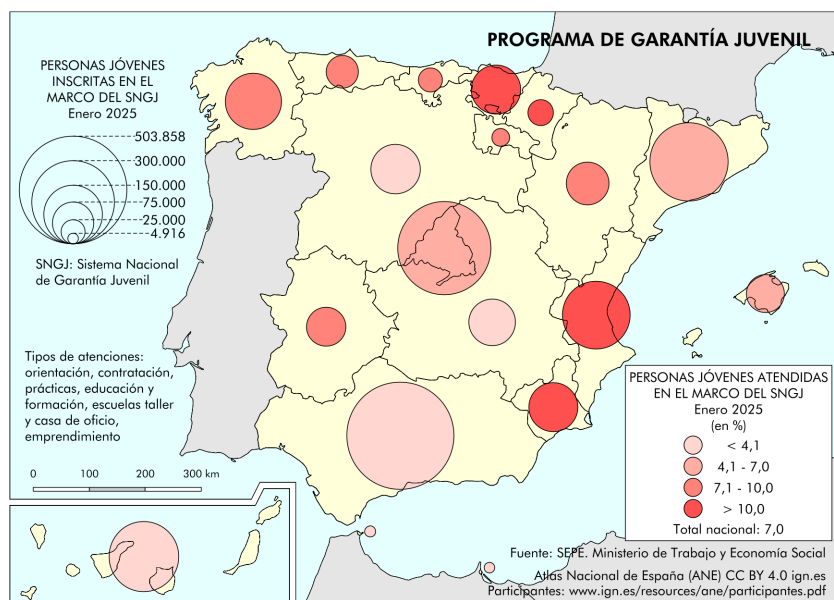 PROGRAMA DE GARANTÍA JUVENIL
PERSONAS JÓVENES
INSCRITAS EN EL
MARCO DEL SNGJ
Enero 2025
503.858
300.000
150.000
75.000
25.000
4.916
SNGJ: Sistema Nacional
de Garantía Juvenil
Tipos de atenciones:
orientación, contratación,
prácticas, educación y
formación, escuelas taller
y casa de oficio,
emprendimiento
0 100 200 300 km
PERSONAS JÓVENES ATENDIDAS
EN EL MARCO DEL SNGJ
Enero 2025
(en %)
< 4,1
4,1 - 7,0
7,1 - 10,0
> 10,0
Total nacional: 7,0
Fuente: SEPE. Ministerio de Trabajo y Economía Social
Atlas Nacional de España (ANE) CC BY 4.0 ign.es
Participantes: www.ign.es/resources/ane/participantes.pdf